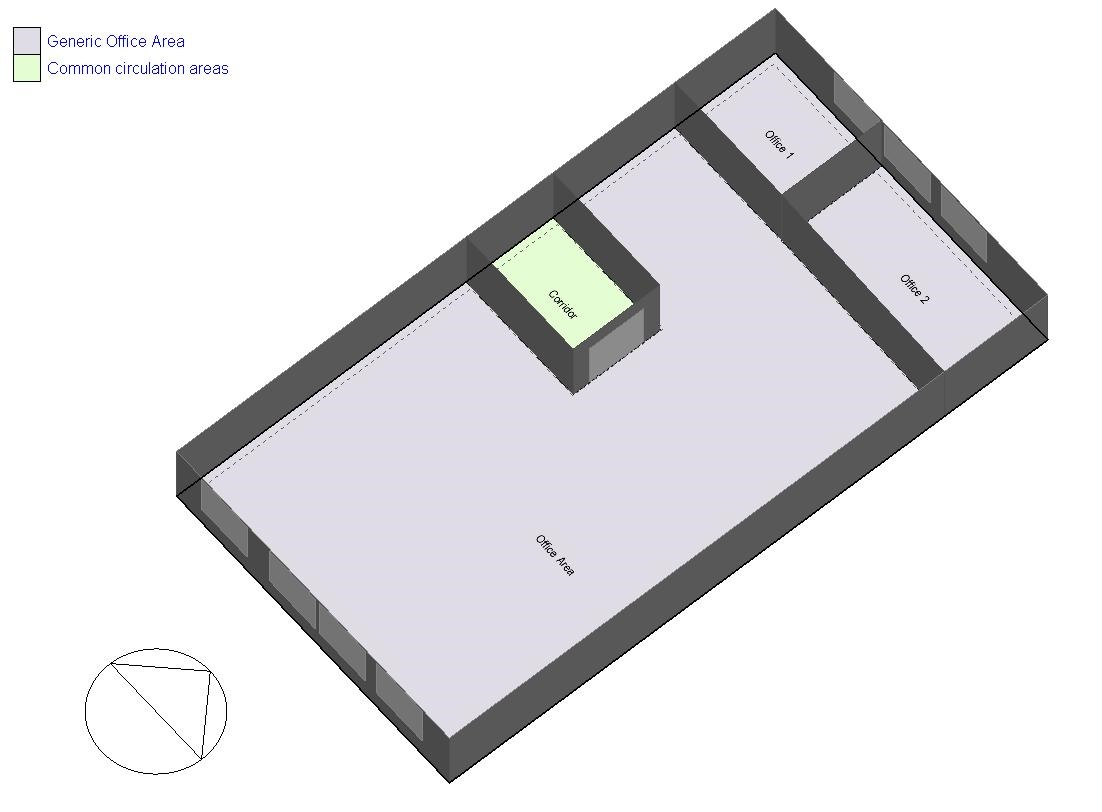 Generic Office Area
Common circulation areas
Office 1
Office 2
Corridor
Office Area